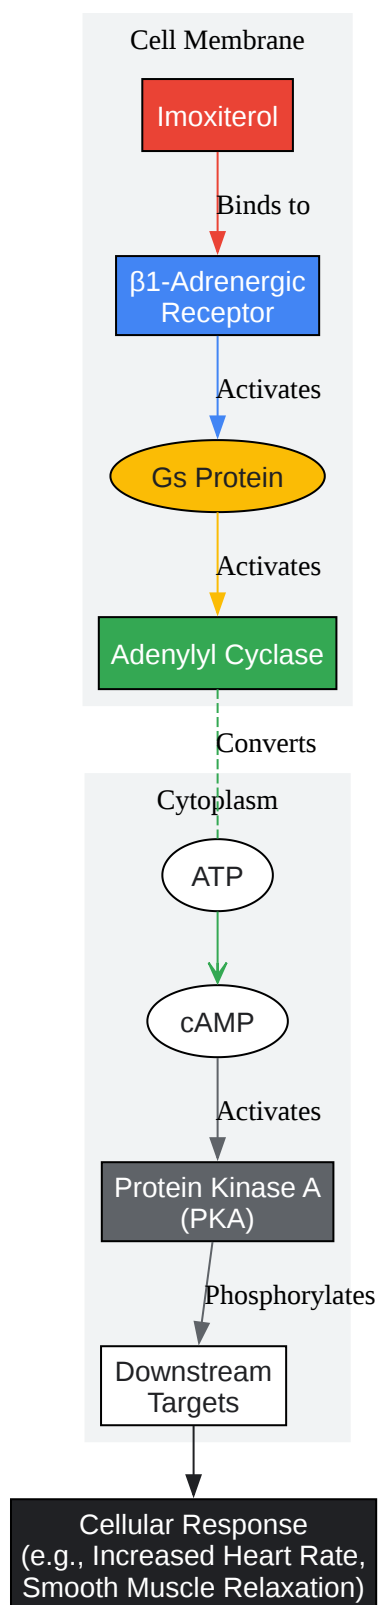 Cell Membrane
Imoxiterol
Binds to
β1-Adrenergic
Receptor
Activates
Gs Protein
Activates
Adenylyl Cyclase
Converts
Cytoplasm
ATP
cAMP
Activates
Protein Kinase A
(PKA)
Phosphorylates
Downstream
Targets
Cellular Response
(e.g., Increased Heart Rate,
Smooth Muscle Relaxation)